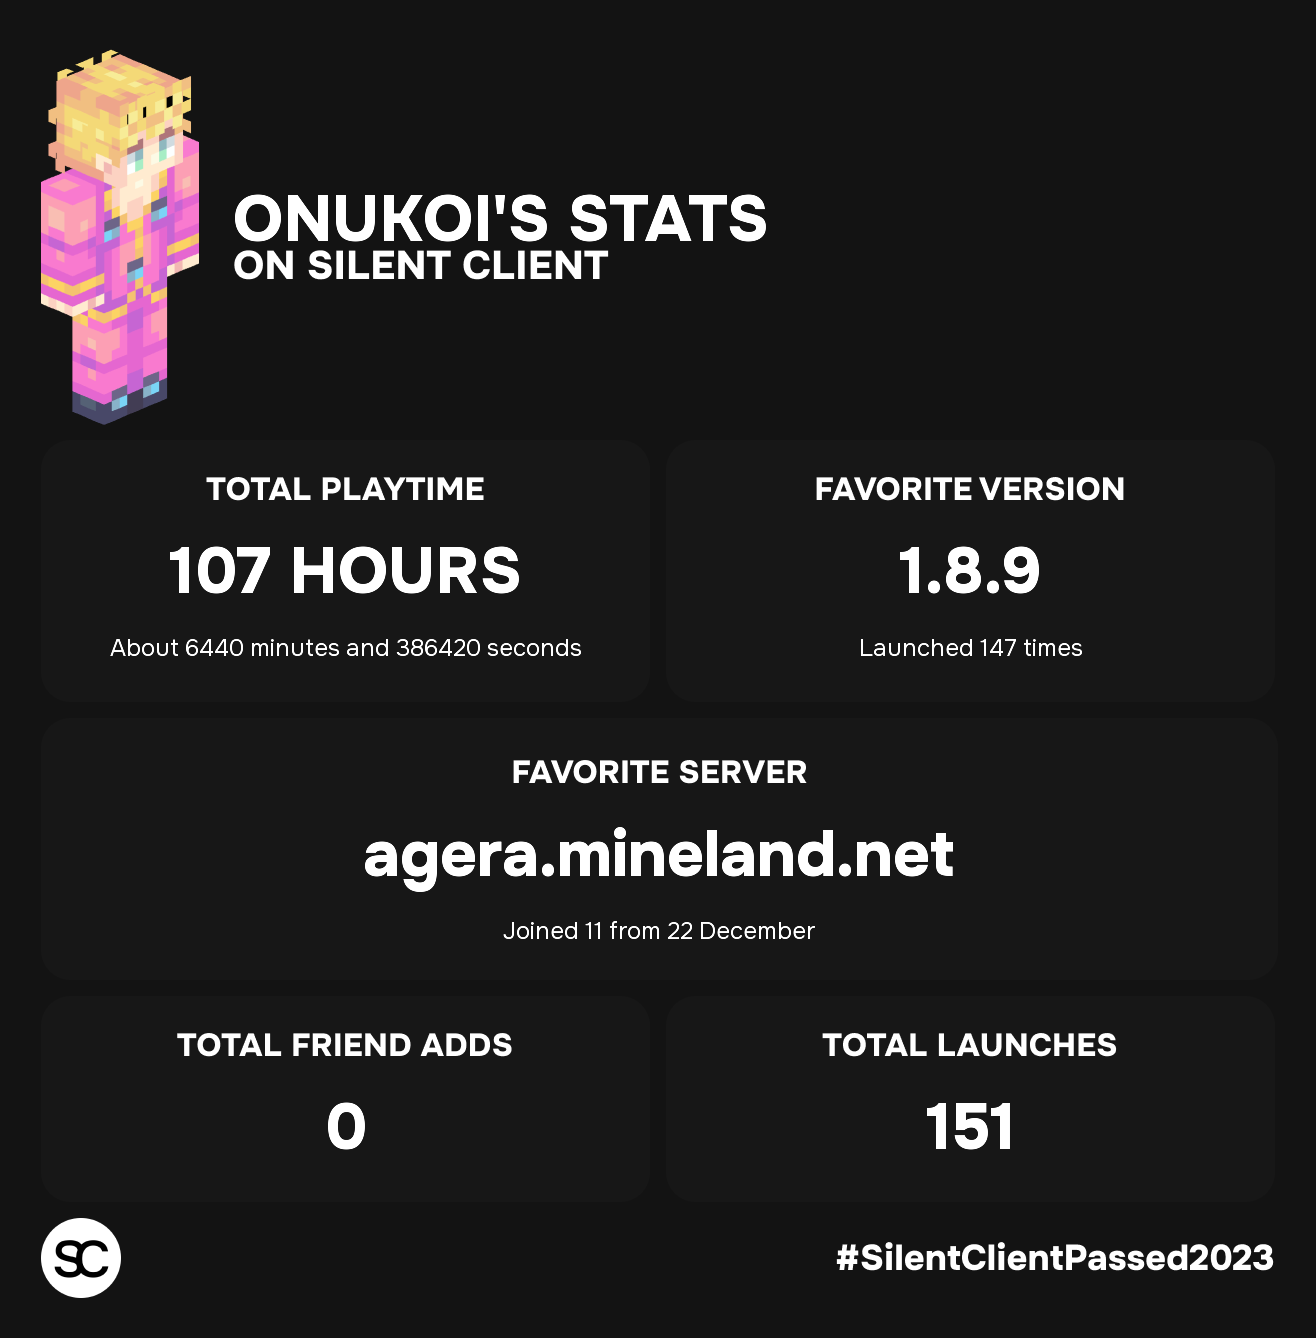 ONUKOI'S STATS
ON SILENT CLIENT
TOTAL PLAYTIME
107 HOURS
About 6440 minutes and 386420 seconds
FAVORITE VERSION
1.8.9
Launched 147 times
FAVORITE SERVER
agera.mineland.net
Joined 11 from 22 December
TOTAL FRIEND ADDS
0
TOTAL LAUNCHES
151
SC
#SilentClientPassed2023